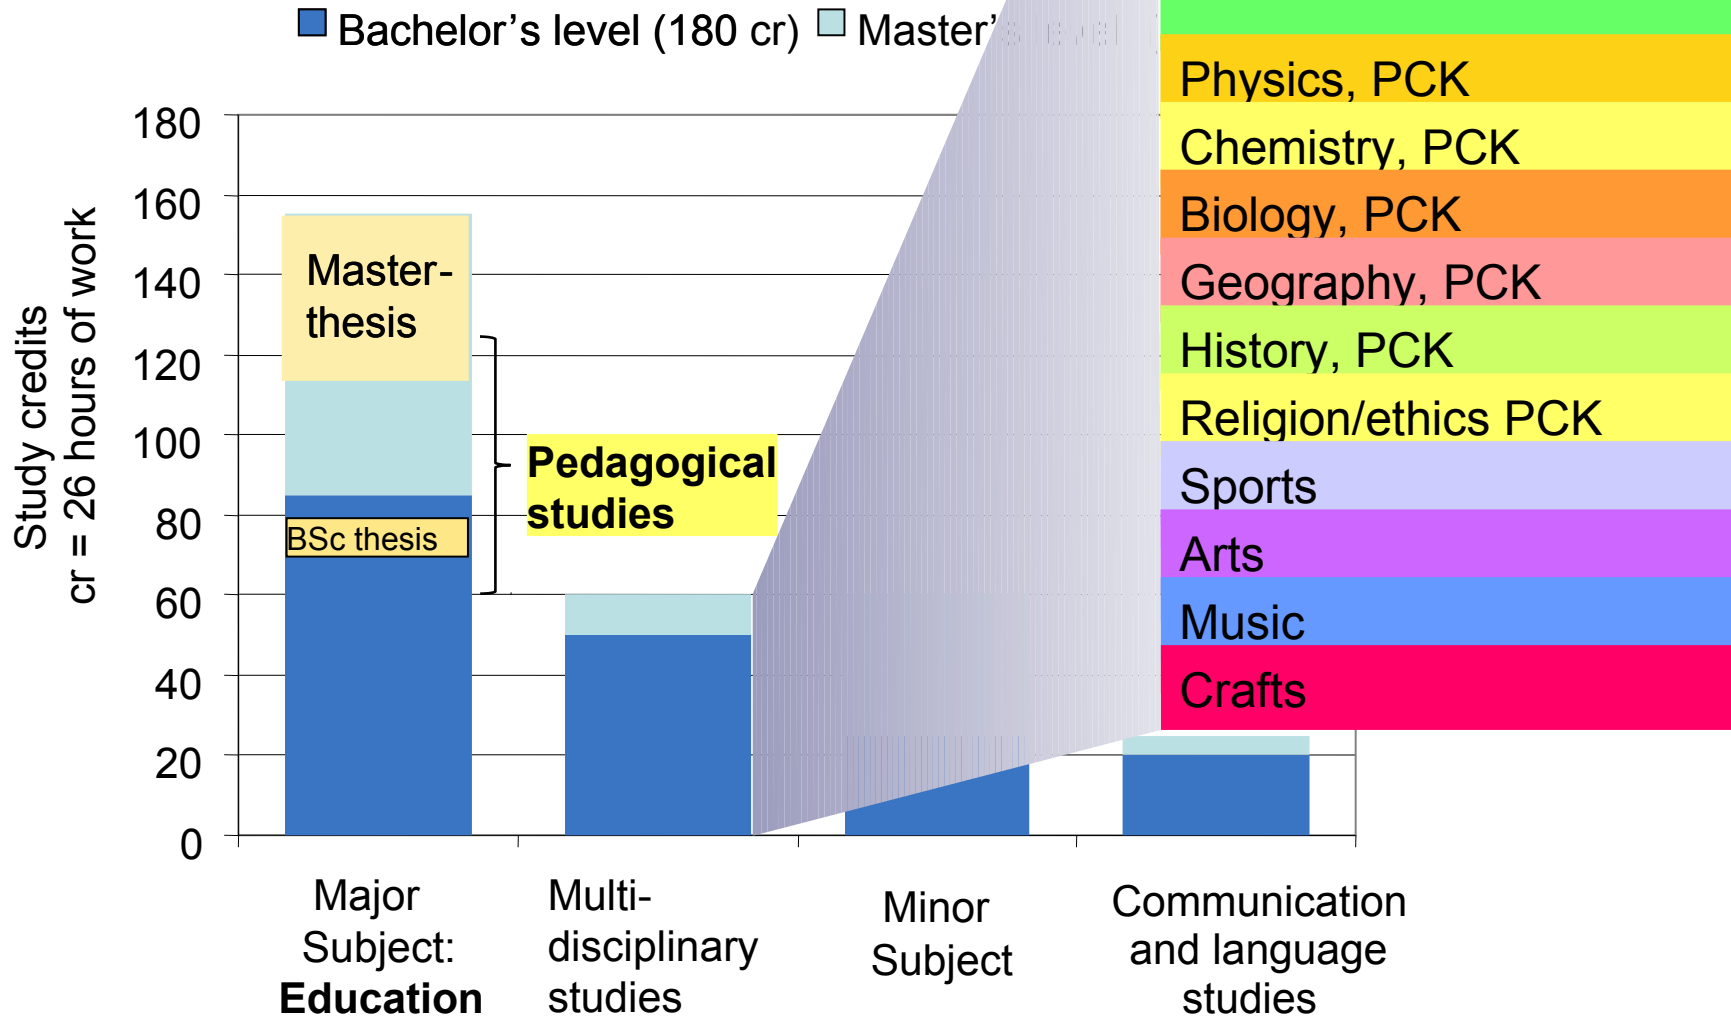 Bachelor’s level (180 cr) Master’s level
180
160
140
120
100
80
60
40
20
0
Study credits
cr = 26 hours of work
Master-
thesis
BSc thesis
Pedagogical
studies
Physics, PCK
Chemistry, PCK
Biology, PCK
Geography, PCK
History, PCK
Religion/ethics PCK
Sports
Arts
Music
Crafts
Major
Subject:
Education
Multi-
disciplinary
studies
Minor
Subject
Communication
and language
studies